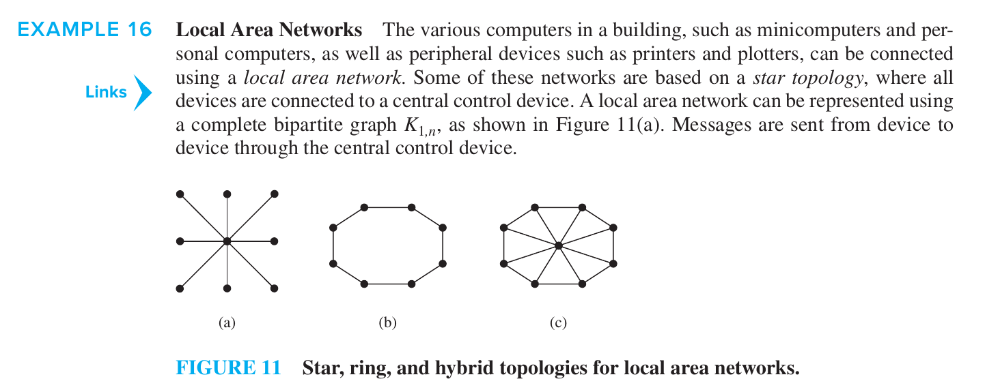 EXAMPLE 16
Local Area Networks The various computers in a building, such as minicomputers and per-
sonal computers, as well as peripheral devices such as printers and plotters, can be connected
using a local area network. Some of these networks are based on a star topology, where all
Links
devices are connected to a central control device. A local area network can be represented using
a complete bipartite graph K1,n, as shown in Figure 11(a). Messages are sent from device to
device through the central control device.
(a)
(b)
(c)
FIGURE 11 Star, ring, and hybrid topologies for local area networks.